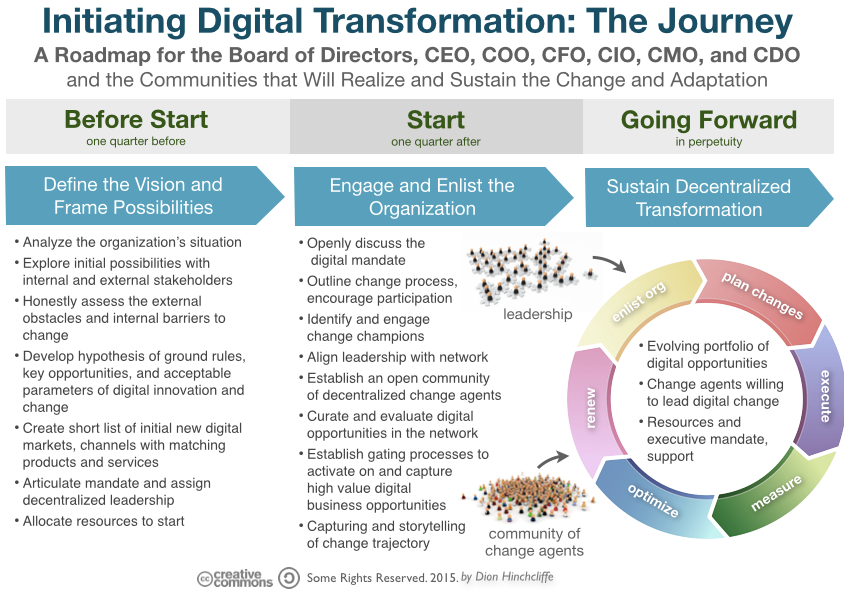 Initiating Digital Transformation: The Journey
A Roadmap for the Board of Directors, CEO, COO, CFO, CIO, CMO, and CDO
and the Communities that Will Realize and Sustain the Change and Adaptation
Before Start
one quarter before
Start
one quarter after
Going Forward
in perpetuity
Define the Vision and
Frame Possibilities
Engage and Enlist the
Organization
Sustain Decentralized
Transformation
• Analyze the organization's situation
• Explore initial possibilities with
internal and external stakeholders
• Honestly assess the external
obstacles and internal barriers to
change
• Develop hypothesis of ground rules,
key opportunities, and acceptable
parameters of digital innovation and
change
• Create short list of initial new digital
markets, channels with matching
products and services
• Articulate mandate and assign
decentralized leadership
• Allocate resources to start
• Openly discuss the
digital mandate
• Outline change process,
encourage participation
• Identify and engage
change champions
• Align leadership with network
• Establish an open community
of decentralized change agents
• Curate and evaluate digital
opportunities in the network
• Establish gating processes to
activate on and capture
high value digital
business opportunities
• Capturing and storytelling
of change trajectory
leadership
community of
change agents
enlist org
plan changes
execute
measure
optimize
renew
• Evolving portfolio of
digital opportunities
• Change agents willing
to lead digital change
• Resources and
executive mandate,
support
cc creative
commons
Some Rights Reserved. 2015. by Dion Hinchcliffe